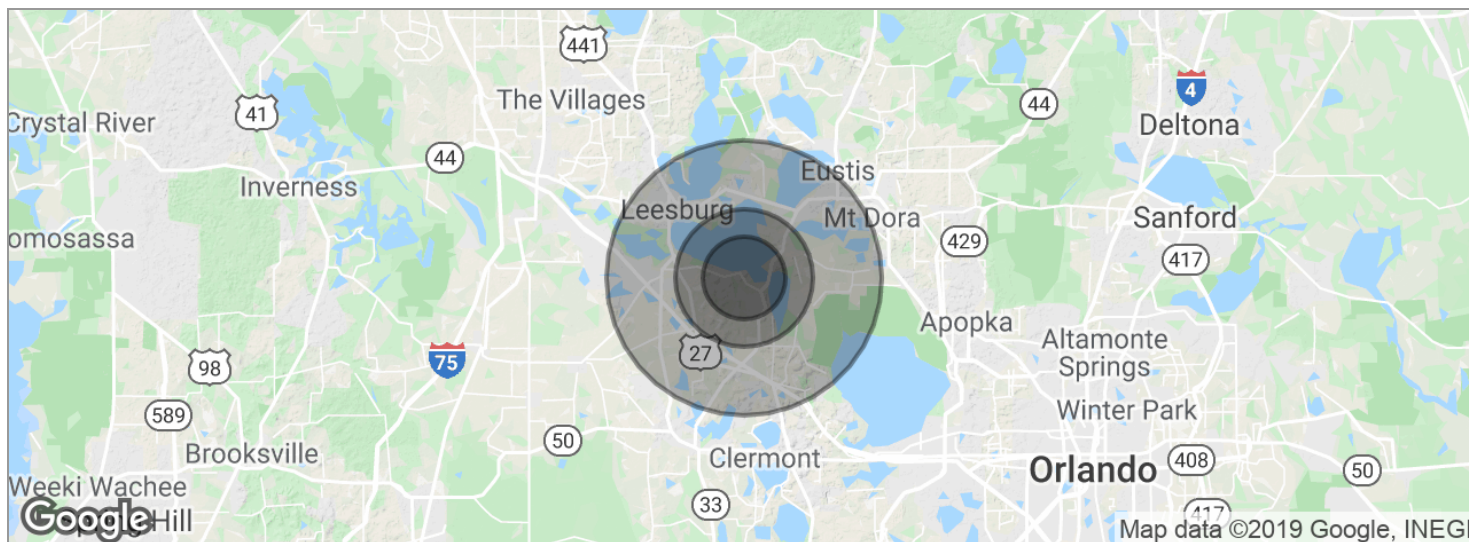 441
The Villages
4
41
44
Crystal River
Deltona
44
Eustis
Inverness
Leesburg
Mt Dora
Sanford
omosassa
429
417
Apopka
27
Altamonte
Springs
75
98
589
Winter Park
50
Brooksville
Clermont
Orlando
408
50
Weeki Wachee
33
417
Google
Hill
Map data ©2019 Google, INEGI